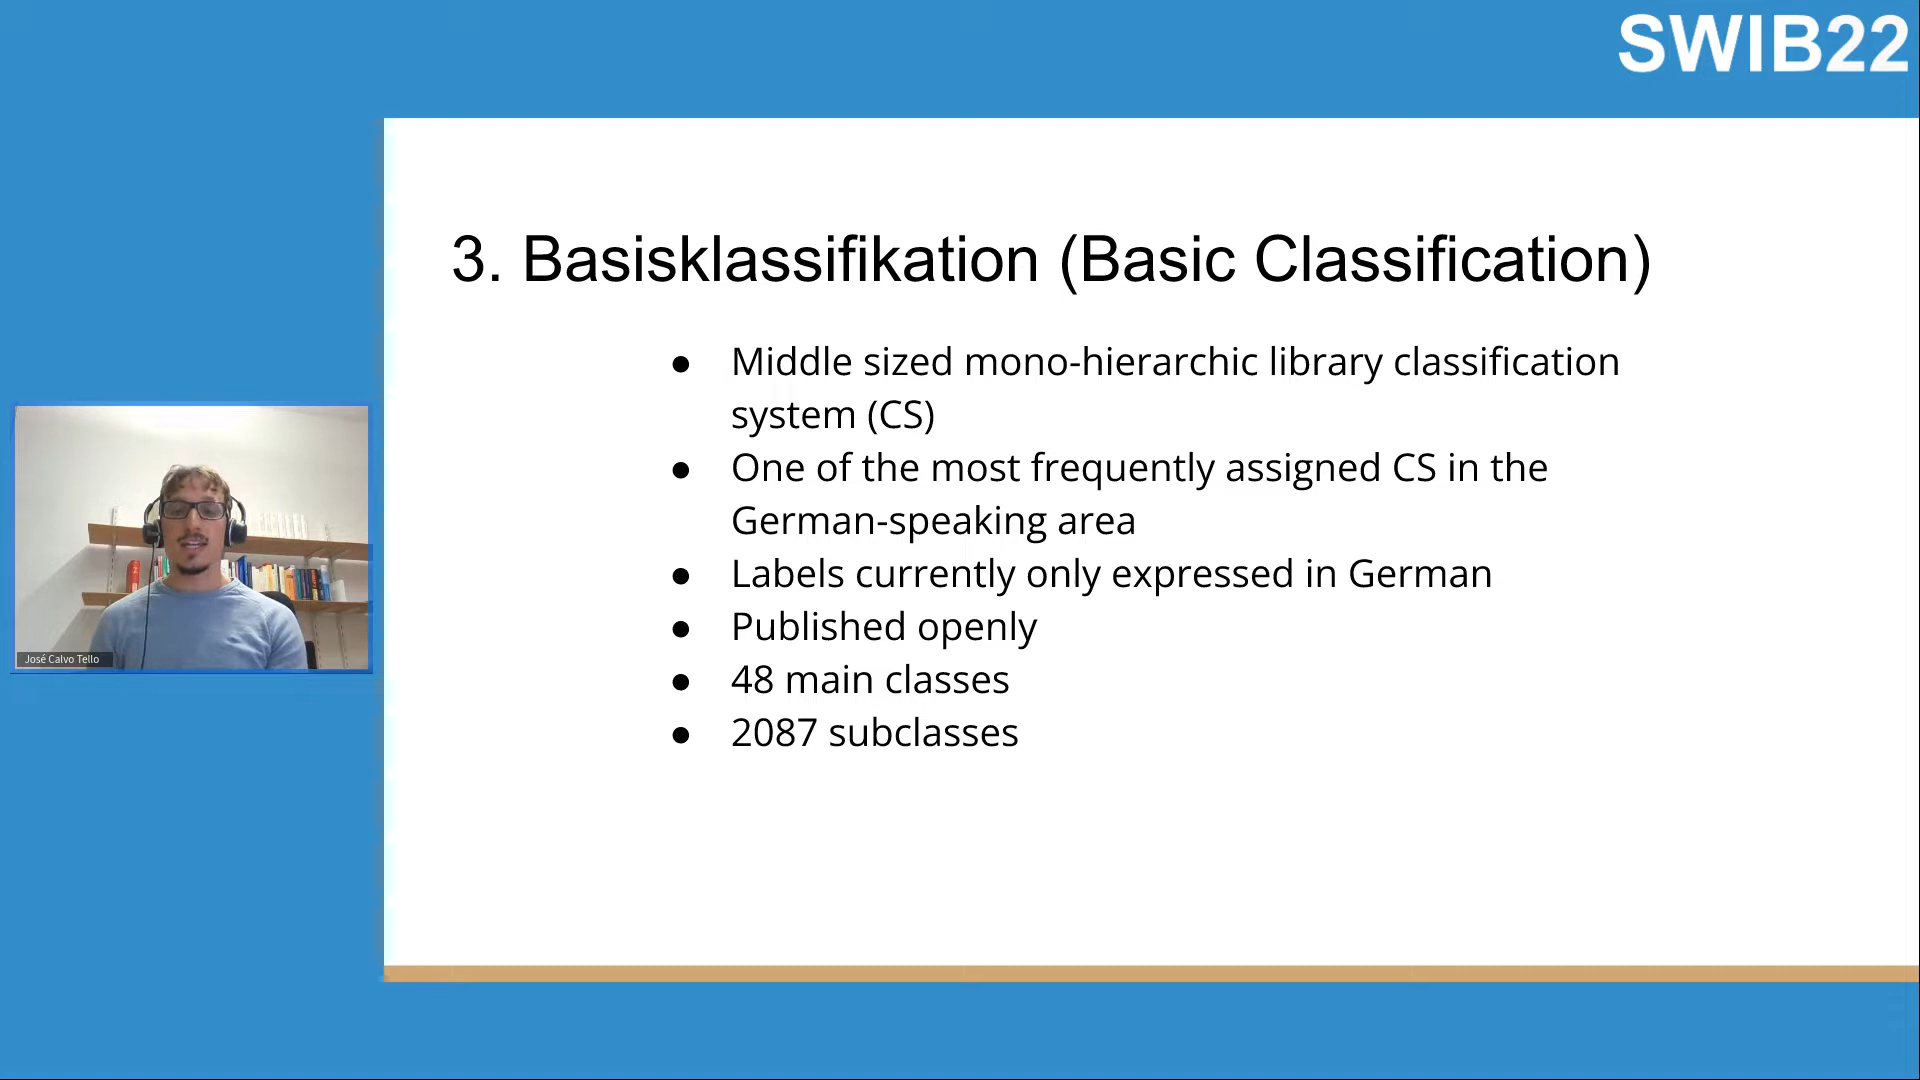 SWIB22
3. Basisklassifikation (Basic Classification)
● Middle sized mono-hierarchic library classification
system (CS)
● One of the most frequently assigned CS in the
German-speaking area
● Labels currently only expressed in German
● Published openly
● 48 main classes
● 2087 subclasses
José Calvo Tello